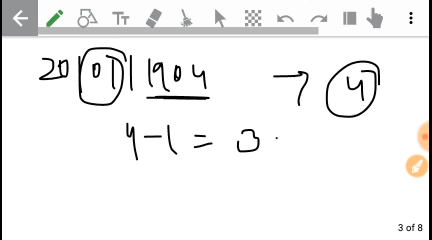 20|01|1904 → 4
4-1 = 3.
3 of 8